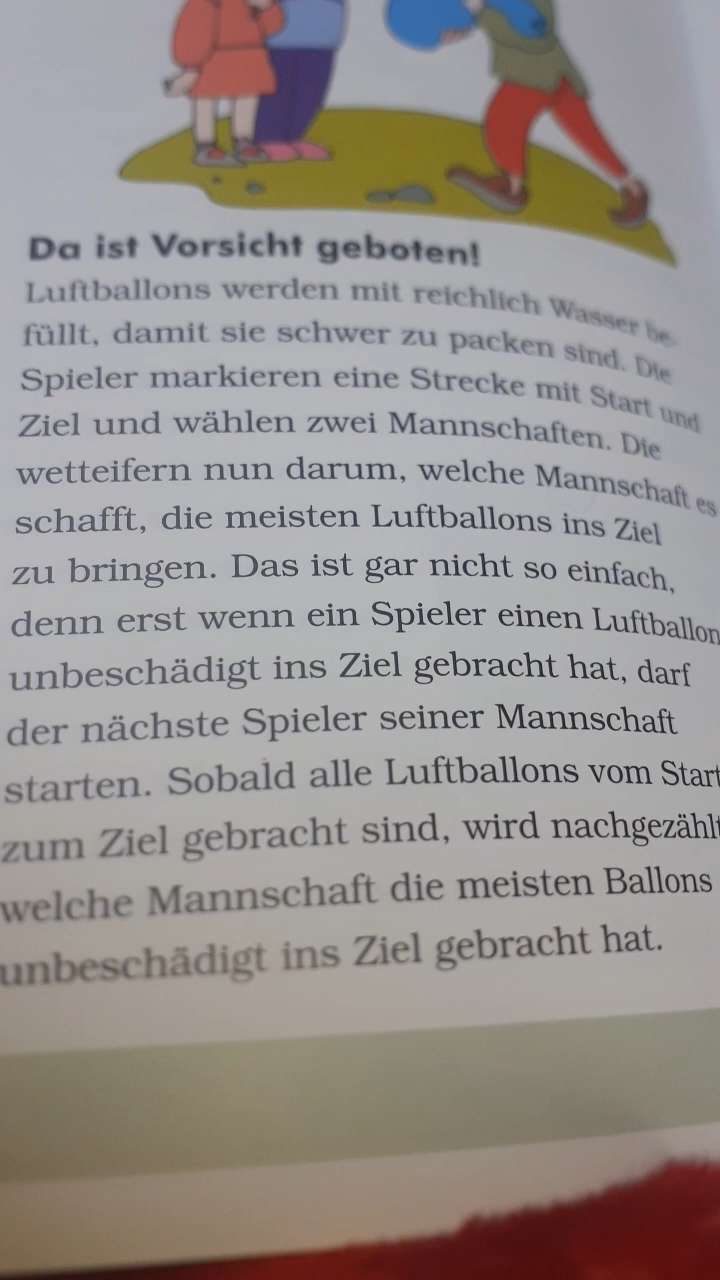 Da ist Vorsicht geboten!
Luftballons werden mit reichlich Wasser be-
füllt, damit sie schwer zu packen sind. Die
Spieler markieren eine Strecke mit Start und
Ziel und wählen zwei Mannschaften. Die
wetteifern nun darum, welche Mannschaft es
schafft, die meisten Luftballons ins Ziel
zu bringen. Das ist gar nicht so einfach,
denn erst wenn ein Spieler einen Luftballon
unbeschädigt ins Ziel gebracht hat, darf
der nächste Spieler seiner Mannschaft
starten. Sobald alle Luftballons vom Start
zum Ziel gebracht sind, wird nachgezählt
welche Mannschaft die meisten Ballons
unbeschädigt ins Ziel gebracht hat.